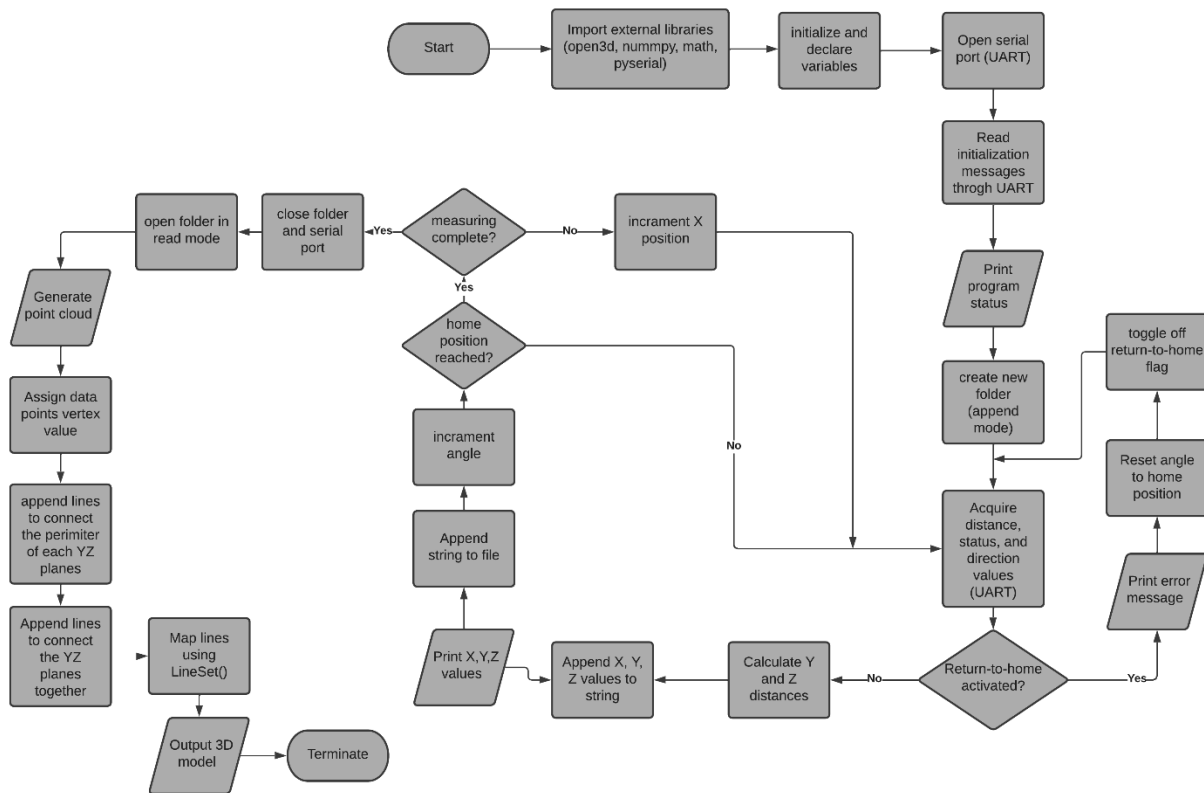 Start
Import external libraries
(open3d, nummpy, math,
pyserial)
initialize and
declare
variables
Open serial
port (UART)
Read
initialization
messages
throgh UART
Print
program
status
create new
folder
(append
mode)
toggle off
return-to-home
flag
Reset angle
to home
position
Print error
message
Acquire
distance,
status, and
direction
values
(UART)
Return-to-home
activated?
Yes
No
Calculate Y
and Z
distances
Append X, Y,
Z values to
string
Print X,Y,Z
values
Append
string to file
incrament
angle
home
position
reached?
No
Yes
measuring
complete?
No
incrament X
position
Yes
close folder
and serial
port
open folder in
read mode
Generate
point cloud
Assign data
points vertex
value
append lines
to connect
the perimiter
of each YZ
planes
Append lines
to connect
the YZ
planes
together
Map lines
using
LineSet()
Output 3D
model
Terminate